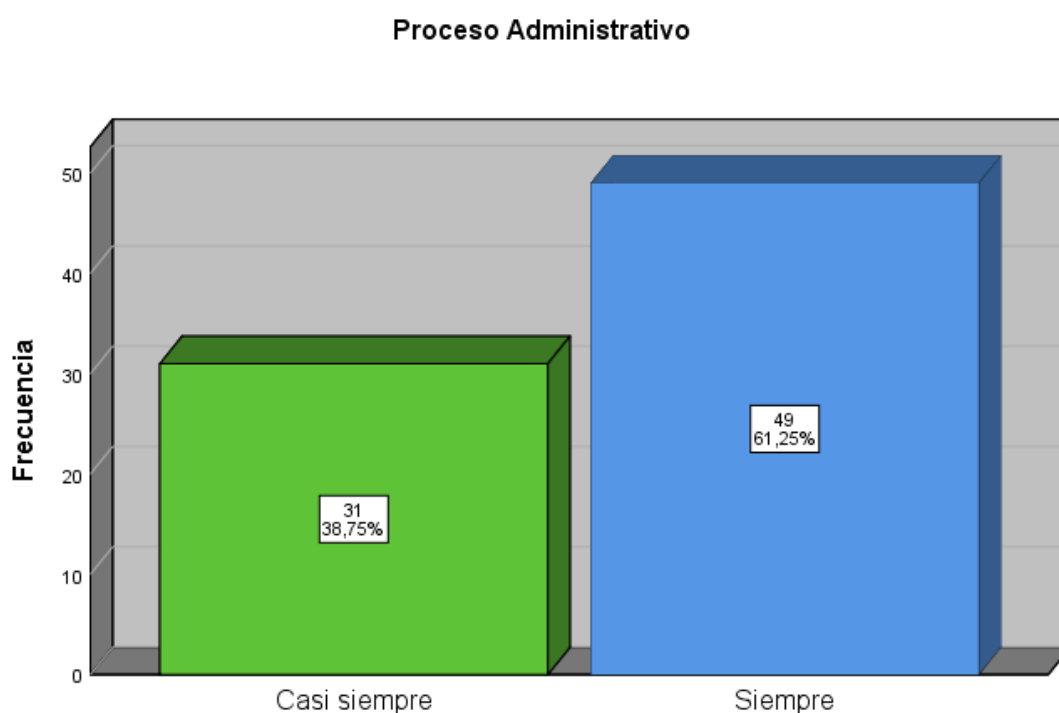 Proceso Administrativo
50
40
30
20
10
0
Frecuencia
31
38,75%
49
61,25%
Casi siempre
Siempre